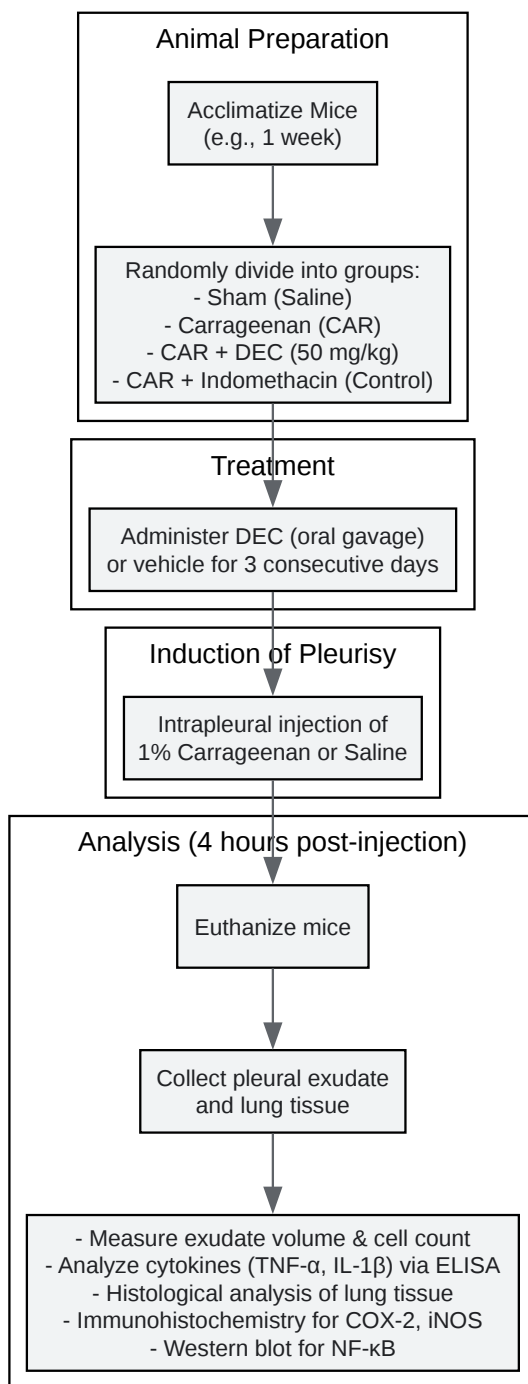 Animal Preparation
Acclimatize Mice
(e.g., 1 week)
Randomly divide into groups:
- Sham (Saline)
- Carrageenan (CAR)
- CAR + DEC (50 mg/kg)
- CAR + Indomethacin (Control)
Treatment
Administer DEC (oral gavage)
or vehicle for 3 consecutive days
Induction of Pleurisy
Intrapleural injection of
1% Carrageenan or Saline
Analysis (4 hours post-injection)
Euthanize mice
Collect pleural exudate
and lung tissue
- Measure exudate volume & cell count
- Analyze cytokines (TNF-α, IL-1β) via ELISA
- Histological analysis of lung tissue
- Immunohistochemistry for COX-2, iNOS
- Western blot for NF-κB